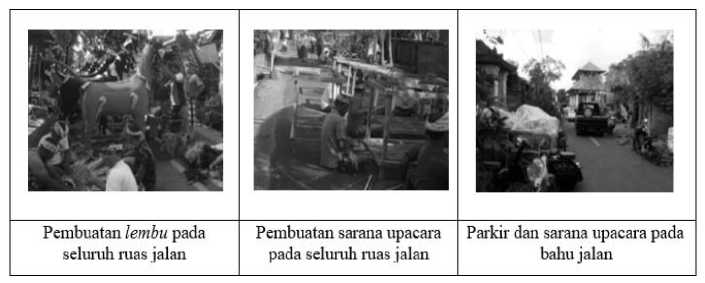 Pembuatan lembu pada
seluruh ruas jalan
Pembuatan sarana upacara
pada seluruh ruas jalan
Parkir dan sarana upacara pada
bahu jalan